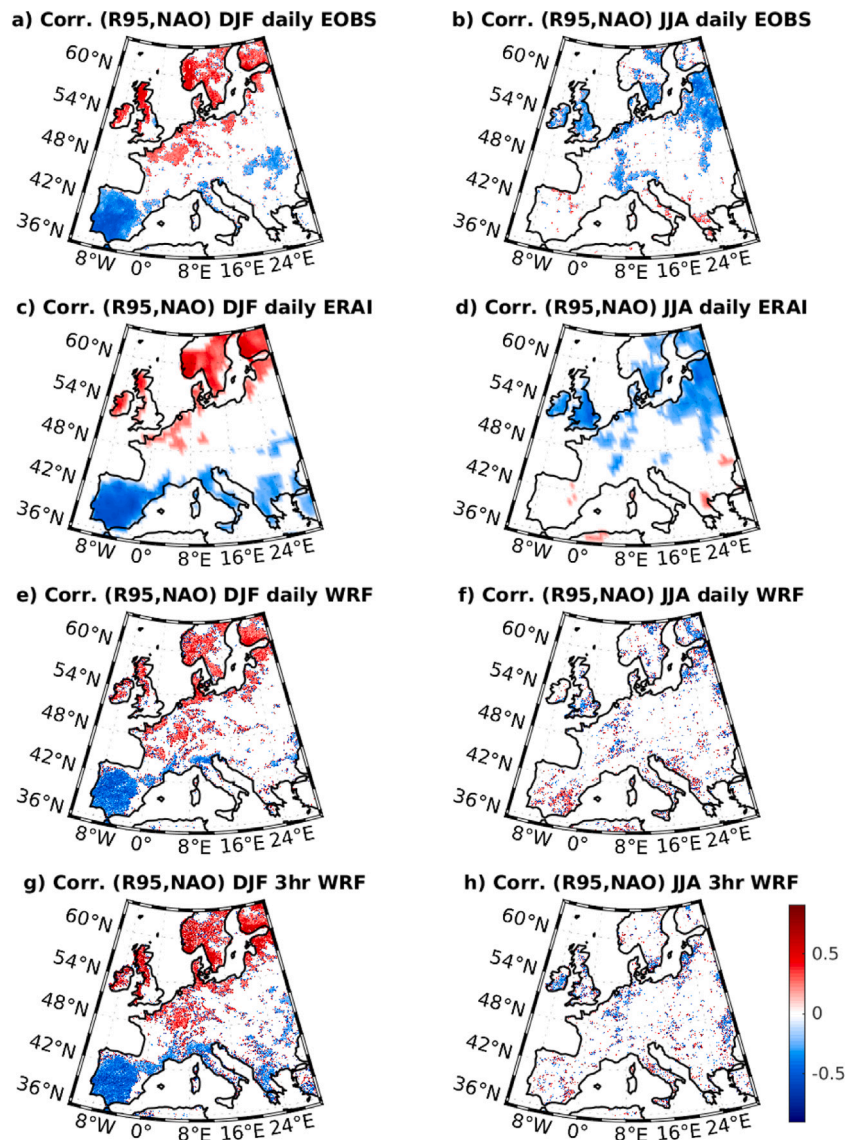 a) Corr. (R95,NAO) DJF daily EOBS
b) Corr. (R95,NAO) JJA daily EOBS
60°N
54°N
48°N
42°N
36°N
8°W
0°
8°E
16°E
24°E
60°N
54°N
48°N
42°N
36°N
8°W
0°
8°E
16°E
24°E
c) Corr. (R95,NAO) DJF daily ERAI
d) Corr. (R95,NAO) JJA daily ERAI
60°N
54°N
48°N
42°N
36°N
8°W
0°
8°E
16°E
24°E
60°N
54°N
48°N
42°N
36°N
8°W
0°
8°E
16°E
24°E
e) Corr. (R95,NAO) DJF daily WRF
f) Corr. (R95,NAO) JJA daily WRF
60°N
54°N
48°N
42°N
36°N
8°W
0°
8°E
16°E
24°E
60°N
54°N
48°N
42°N
36°N
8°W
0°
8°E
16°E
24°E
g) Corr. (R95,NAO) DJF 3hr WRF
h) Corr. (R95,NAO) JJA 3hr WRF
60°N
54°N
48°N
42°N
36°N
8°W
0°
8°E
16°E
24°E
60°N
54°N
48°N
42°N
36°N
8°W
0°
8°E
16°E
24°E
0.5
0
-0.5